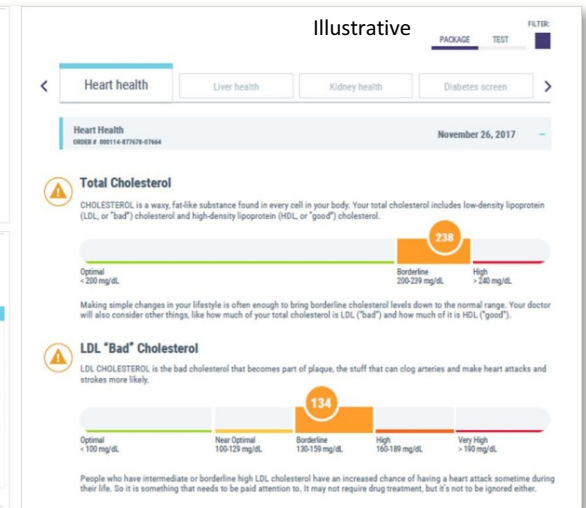 Illustrative
FILTER:
PACKAGE TEST
Heart health Liver health Kidney health Diabetes screen
Heart Health November 26, 2017
ORDER # 000114-877678-07664
Total Cholesterol
CHOLESTEROL is a waxy, fat-like substance found in every cell in your body. Your total cholesterol includes low-density lipoprotein
(LDL, or "bad") cholesterol and high-density lipoprotein (HDL, or "good") cholesterol.
238
Optimal Borderline High
< 200 mg/dL 200-239 mg/dL > 240 mg/dL
Making simple changes in your lifestyle is often enough to bring borderline cholesterol levels down to the normal range. Your doctor
will also consider other things, like how much of your total cholesterol is LDL ("bad") and how much of it is HDL ("good").
LDL "Bad" Cholesterol
LDL CHOLESTEROL is the bad cholesterol that becomes part of plaque, the stuff that can clog arteries and make heart attacks and
strokes more likely.
134
Optimal Near Optimal Borderline High Very High
< 100 mg/dL 100-129 mg/dL 130-159 mg/dL 160-189 mg/dL > 190 mg/dL
People who have intermediate or borderline high LDL cholesterol have an increased chance of having a heart attack sometime during
their life. So it is something that needs to be paid attention to. It may not require drug treatment, but it's not to be ignored either.